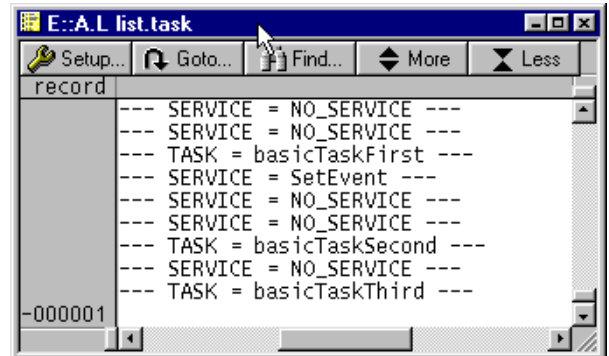 E::A.L list.task
Setup... Goto... Find... More Less
record
--- SERVICE = NO_SERVICE ---
--- SERVICE = NO_SERVICE ---
--- TASK = basicTaskFirst ---
--- SERVICE = SetEvent ---
--- SERVICE = NO_SERVICE ---
--- SERVICE = NO_SERVICE ---
--- TASK = basicTaskSecond ---
--- SERVICE = NO_SERVICE ---
--- TASK = basicTaskThird ---
-000001